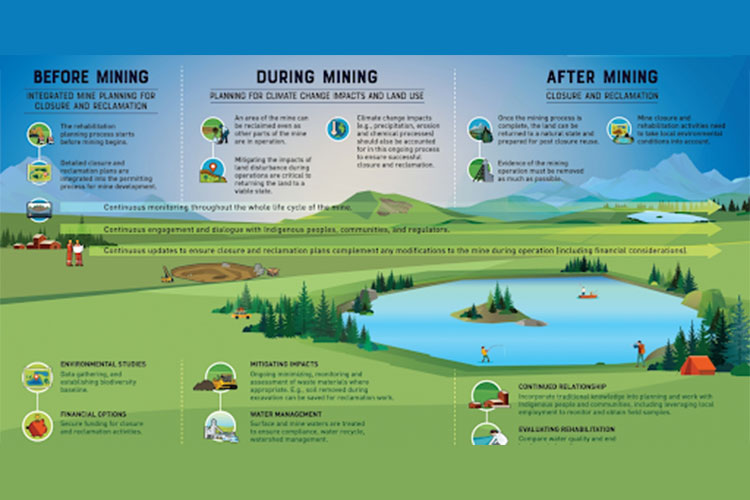 BEFORE MINING
INTEGRATED MINE PLANNING FOR
CLOSURE AND RECLAMATION
The rehabilitation
planning process starts
before mining begins.
Detailed closure and
reclamation plans are
integrated into the permitting
process for mine development.
DURING MINING
PLANNING FOR CLIMATE CHANGE IMPACTS AND LAND USE
An area of the mine can
be reclaimed even as
other parts of the mine
are in operation.
Mitigating the impacts of
land disturbance during
operations are critical to
returning the land to a
viable state.
Climate change impacts
(e.g., precipitation, erosion
and chemical processes)
should also be accounted
for in this ongoing process
to ensure successful
closure and reclamation.
AFTER MINING
CLOSURE AND RECLAMATION
Once the mining process is
complete, the land can be
returned to a natural state and
prepared for post closure reuse.
Evidence of the mining
operation must be removed
as much as possible.
Mine closure and
rehabilitation activities need
to take local environmental
conditions into account.
Continuous monitoring throughout the whole life cycle of the mine.
Continuous engagement and dialogue with Indigenous peoples, communities, and regulators.
Continuous updates to ensure closure and reclamation plans complement any modifications to the mine during operation (including financial considerations).
ENVIRONMENTAL STUDIES
Data gathering, and
establishing biodiversity
baseline.
FINANCIAL OPTIONS
Secure funding for closure
and reclamation activities.
MITIGATING IMPACTS
Ongoing minimizing, monitoring and
assessment of waste materials where
appropriate. E.g., soil removed during
excavation can be saved for reclamation work.
WATER MANAGEMENT
Surface and mine waters are treated
to ensure compliance, water recycle,
watershed management.
CONTINUED RELATIONSHIP
Incorporate traditional knowledge into planning and work with
Indigenous people and communities, including leveraging local
employment to monitor and obtain field samples.
EVALUATING REHABILITATION
Compare water quality and end